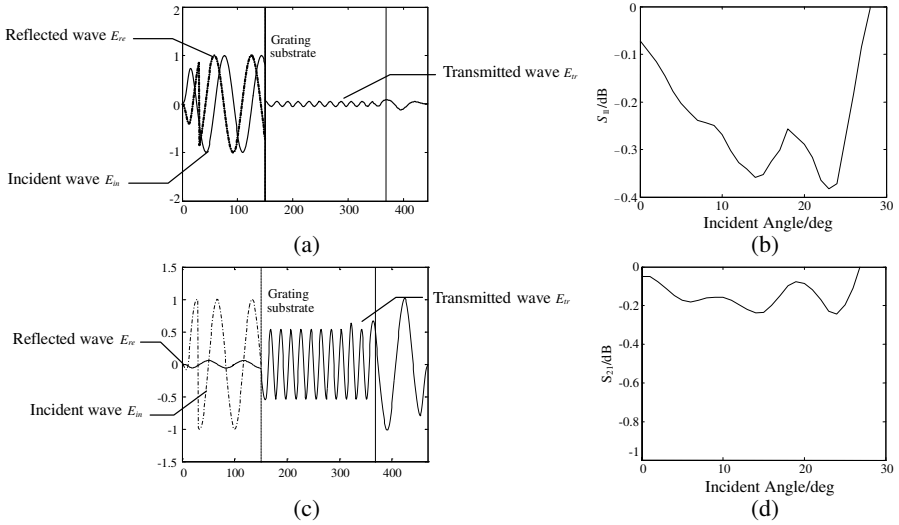 2
1
0
-1
-2
0
100
200
300
400
Reflected wave Ere
Incident wave Ein
Grating
substrate
Transmitted wave Etr
(a)
0
−0.1
−0.2
−0.3
−0.4
S11/dB
0
10
20
30
Incident Angle/deg
(b)
1.5
1
0.5
0
-0.5
-1
-1.5
0
100
200
300
400
Reflected wave Ere
Incident wave Ein
Grating
substrate
Transmitted wave Etr
(c)
0
−0.2
−0.4
−0.6
−0.8
−1
S21/dB
0
10
20
30
Incident Angle/deg
(d)